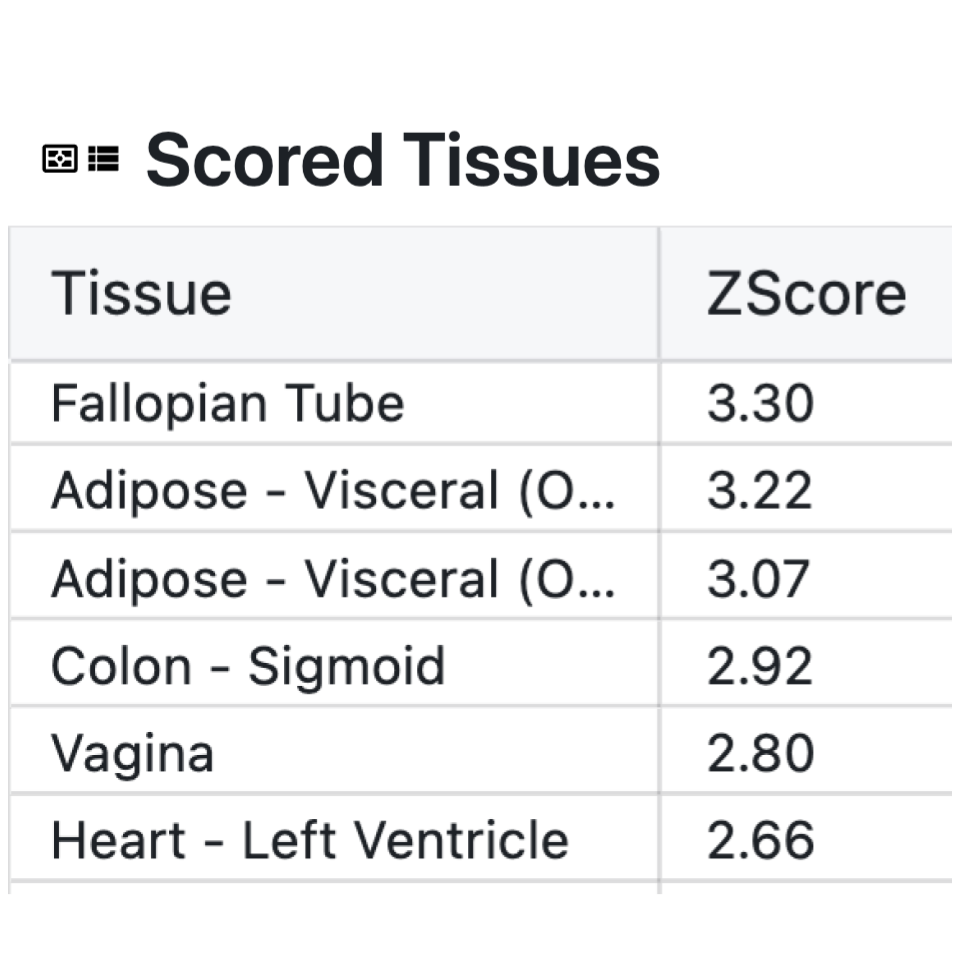 Scored Tissues
Tissue ZScore
Fallopian Tube 3.30
Adipose - Visceral (O... 3.22
Adipose - Visceral (O... 3.07
Colon - Sigmoid 2.92
Vagina 2.80
Heart - Left Ventricle 2.66